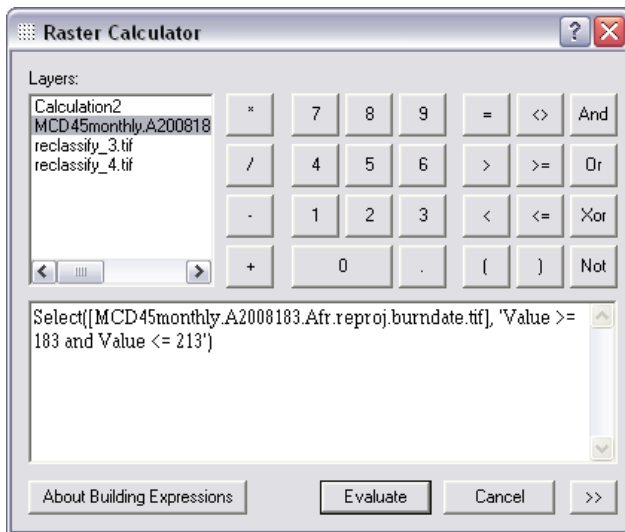 Raster Calculator
Layers:
Calculation2
MCD45monthly.A200818
reclassify_3.tif
reclassify_4.tif
* 7 8 9 = <> And
/ 4 5 6 > >= Or
- 1 2 3 < <= Xor
+ 0 . ( ) Not
Select([MCD45monthly.A2008183.Afr.reproj.burndate.tif], 'Value >=
183 and Value <= 213')
About Building Expressions Evaluate Cancel >>